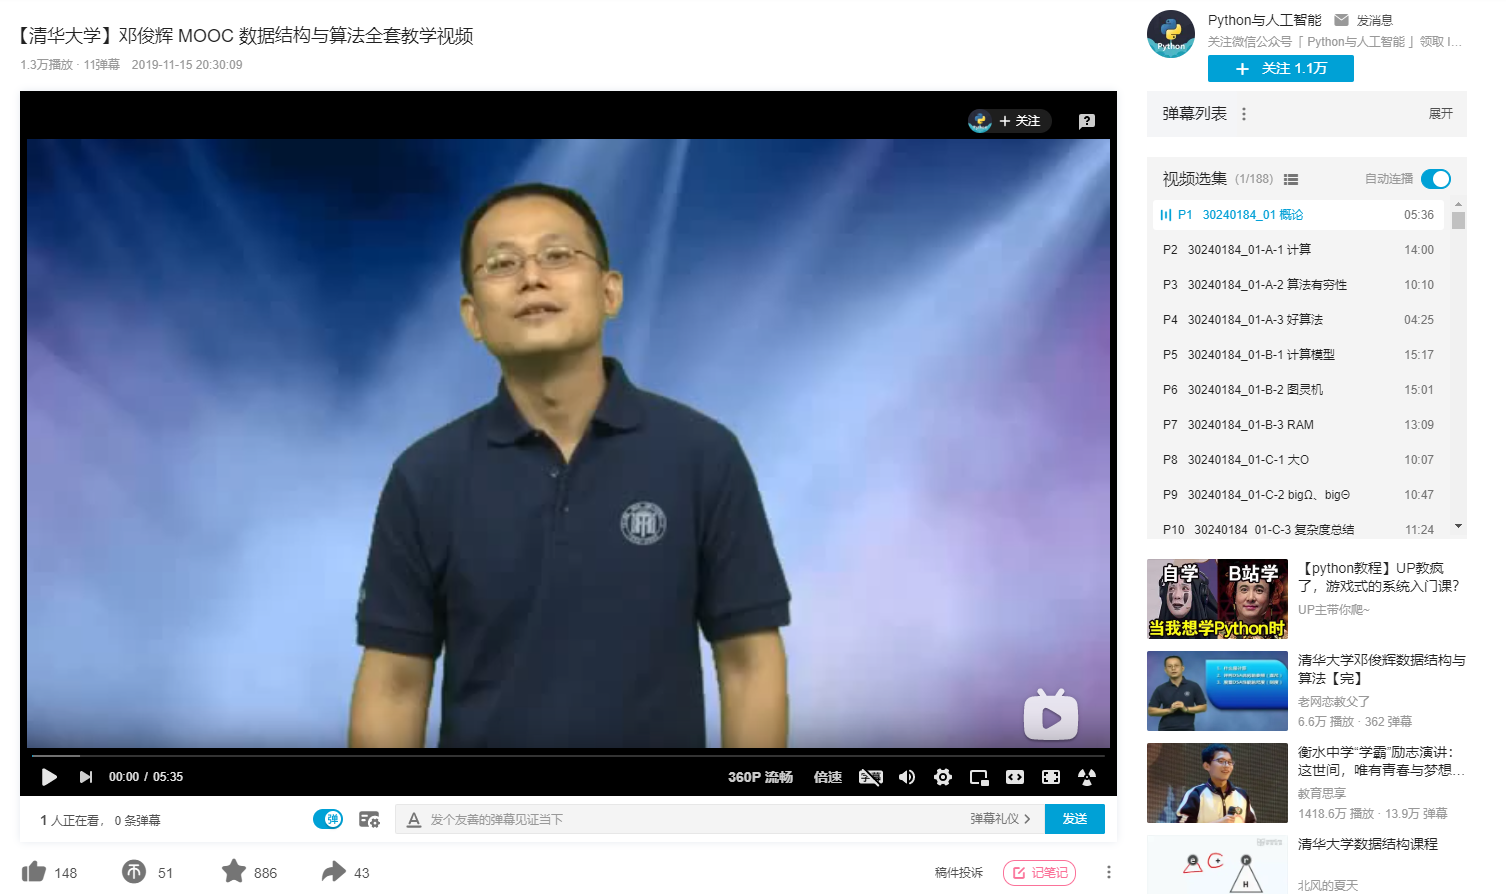 【清华大学】邓俊辉 MOOC 数据结构与算法全套教学视频
1.3万播放 · 11弹幕 2019-11-15 20:30:09
+ 关注
00:00 / 05:35
360P 流畅 倍速 字幕
1 人正在看， 0 条弹幕
弹
发个友善的弹幕见证当下
弹幕礼仪
发送
148
51
886
43
稿件投诉
记笔记
Python
Python与人工智能 发消息
关注微信公众号「 Python与人工智能 」领取 I...
+ 关注 1.1万
弹幕列表 展开
视频选集 (1/188) 自动连播
P1 30240184_01 概论 05:36
P2 30240184_01-A-1 计算 14:00
P3 30240184_01-A-2 算法有穷性 10:10
P4 30240184_01-A-3 好算法 04:25
P5 30240184_01-B-1 计算模型 15:17
P6 30240184_01-B-2 图灵机 15:01
P7 30240184_01-B-3 RAM 13:09
P8 30240184_01-C-1 大O 10:07
P9 30240184_01-C-2 bigΩ、bigΘ 10:47
P10 30240184_01-C-3 复杂度总结 11:24
自学 B站学
当我想学Python时
【python教程】UP教疯
了，游戏式的系统入门课?
UP主带你爬~
清华大学邓俊辉数据结构与
算法【完】
老网恋教父了
6.6万 播放 · 362 弹幕
衡水中学“学霸”励志演讲：
这世间，唯有青春与梦想...
教育思享
1418.6万 播放 · 13.9万 弹幕
清华大学数据结构课程
北风的夏天
e
r
H